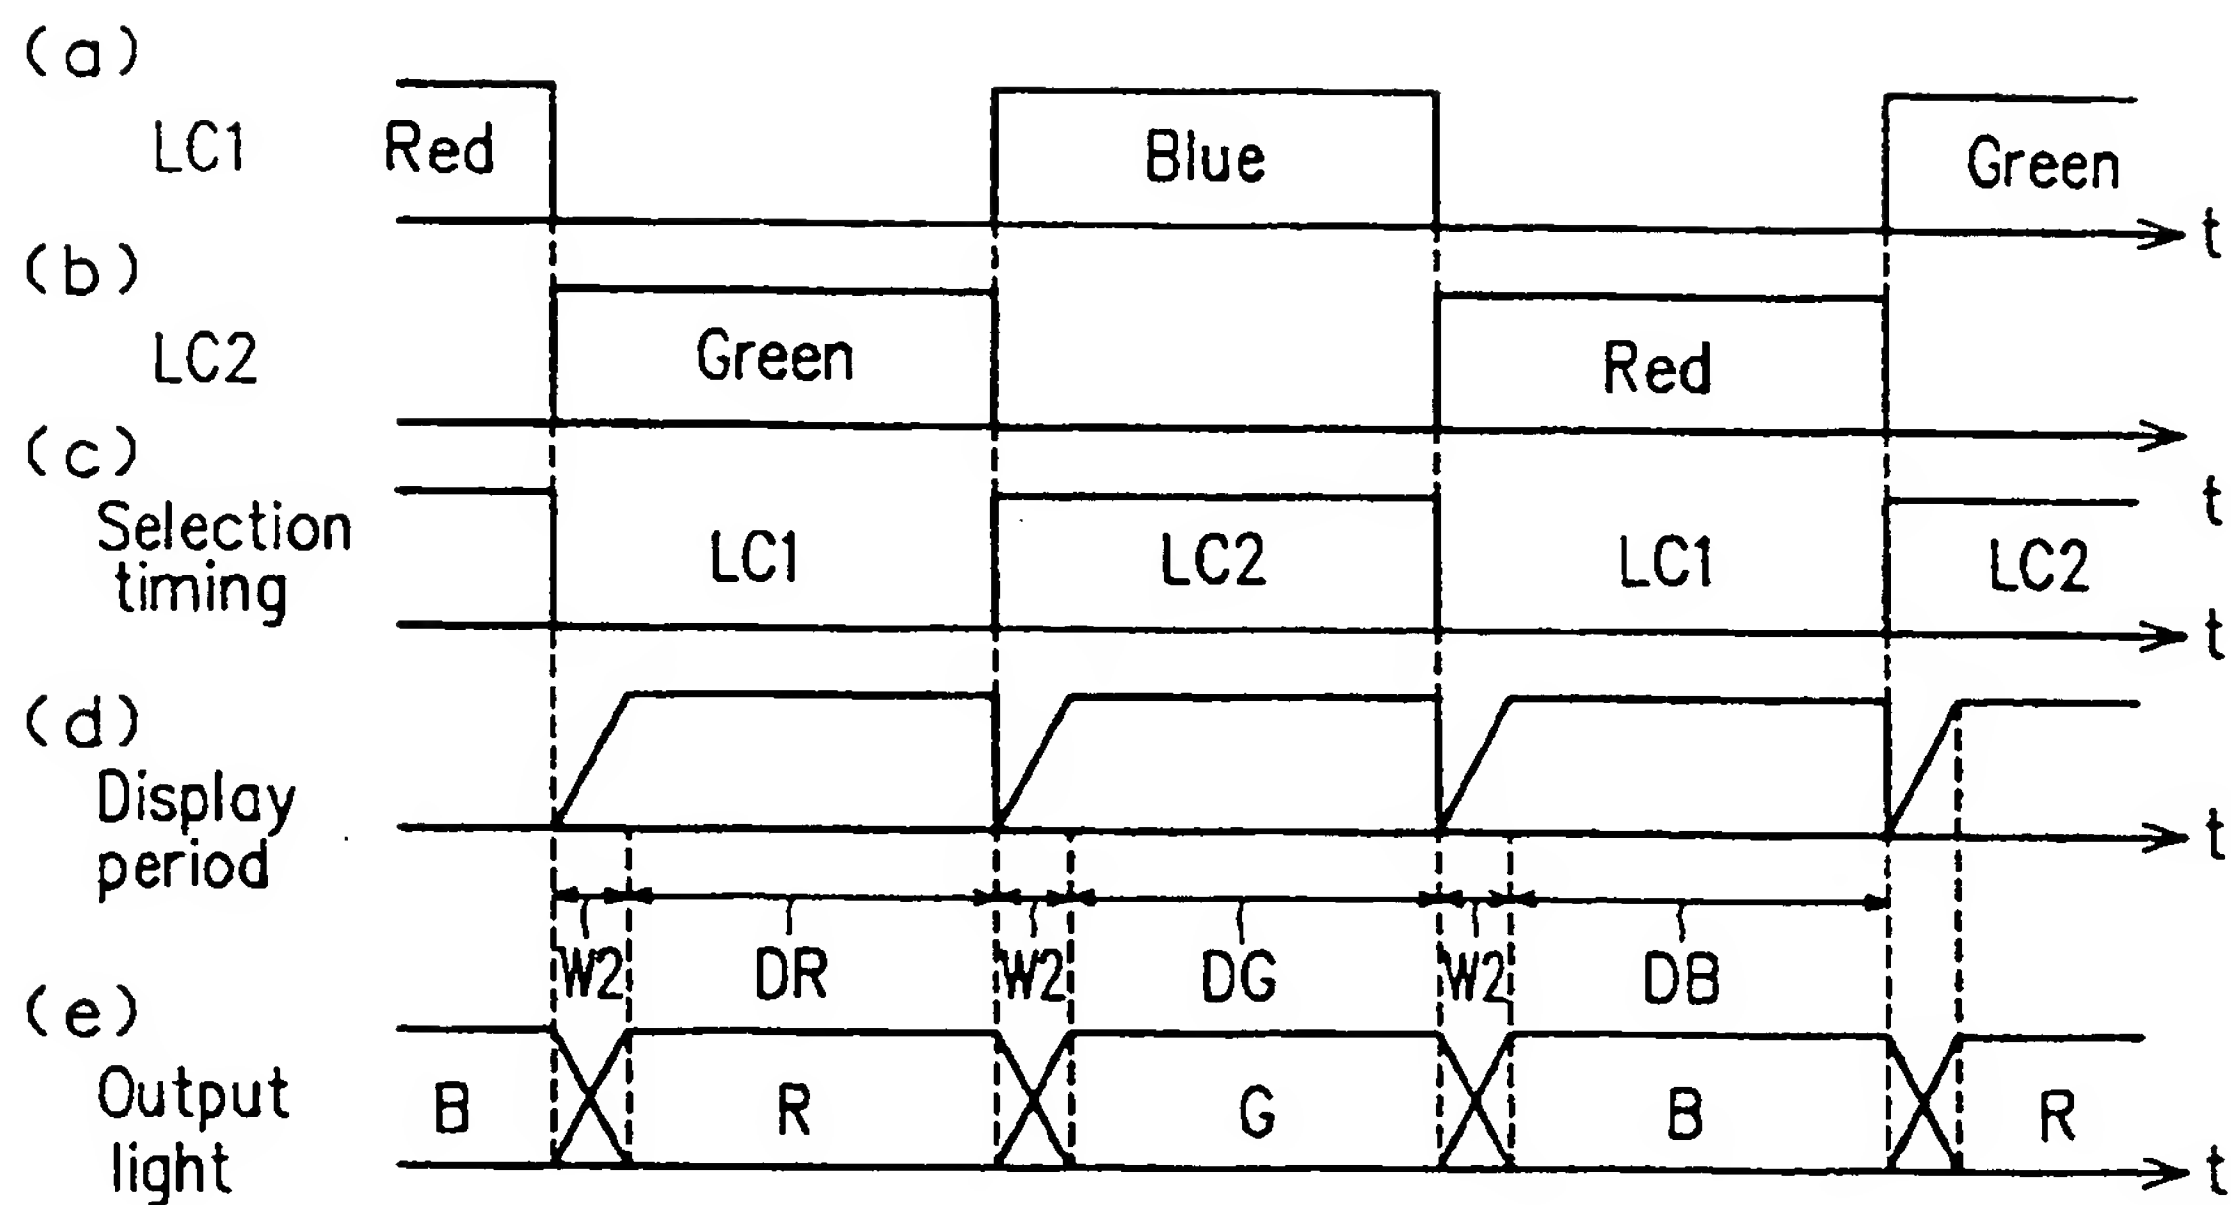 (a)
LC1
Red
Blue
Green
t
(b)
LC2
Green
Red
t
(c)
Selection
timing
LC1
LC2
LC1
LC2
t
(d)
Display
period
t
W2
DR
W2
DG
W2
DB
(e)
Output
light
B
R
G
B
R
t